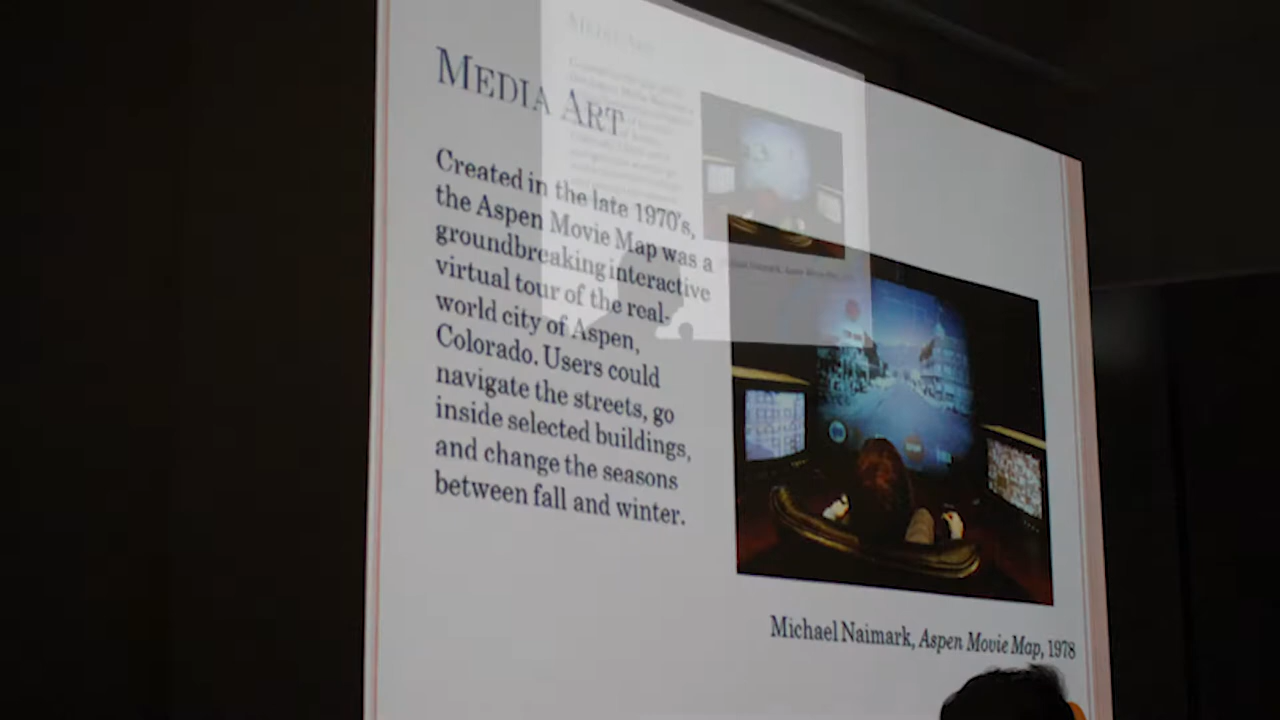 MEDIA ART
Created in the late 1970's,
the Aspen Movie Map was a
groundbreaking interactive
virtual tour of the real-
world city of Aspen,
Colorado. Users could
navigate the streets, go
inside selected buildings,
and change the seasons
between fall and winter.
Michael Naimark, Aspen Movie Map, 1978